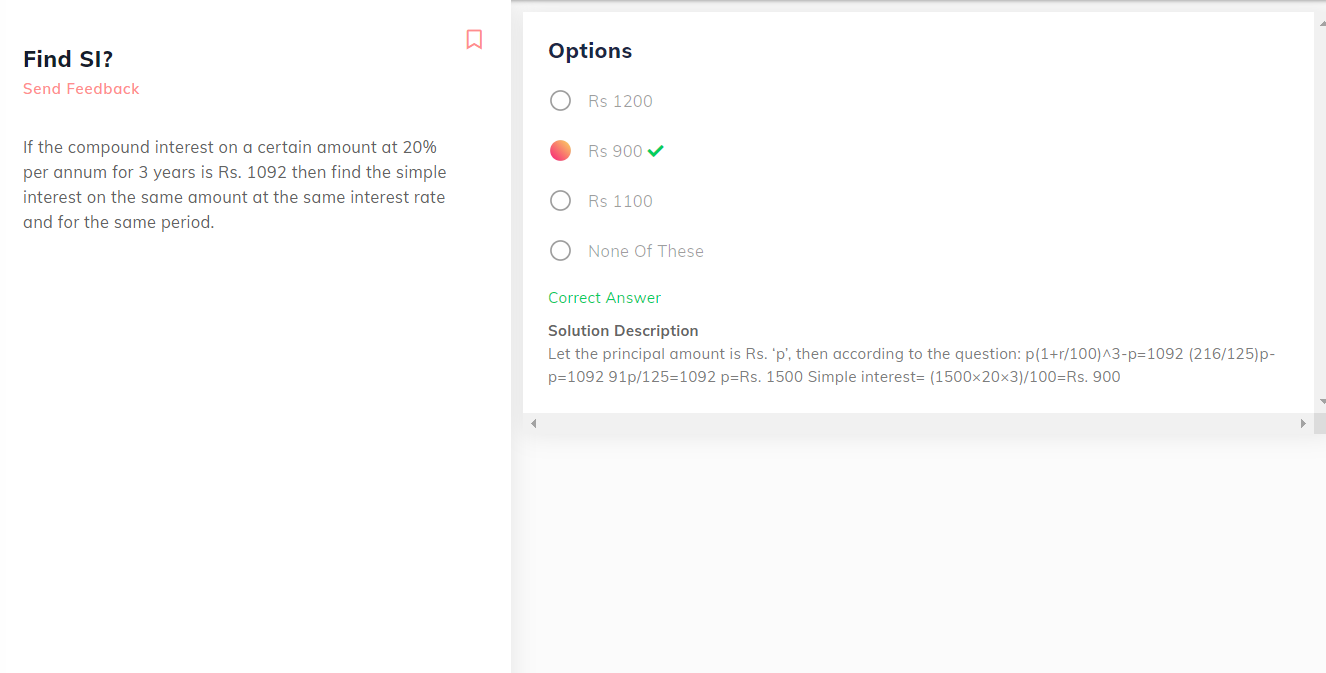 Find SI?
Send Feedback
If the compound interest on a certain amount at 20%
per annum for 3 years is Rs. 1092 then find the simple
interest on the same amount at the same interest rate
and for the same period.
Options
Rs 1200
Rs 900
Rs 1100
None Of These
Correct Answer
Solution Description
Let the principal amount is Rs. ‘p’, then according to the question: p(1+r/100)^3-p=1092 (216/125)p-
p=1092 91p/125=1092 p=Rs. 1500 Simple interest= (1500×20×3)/100=Rs. 900